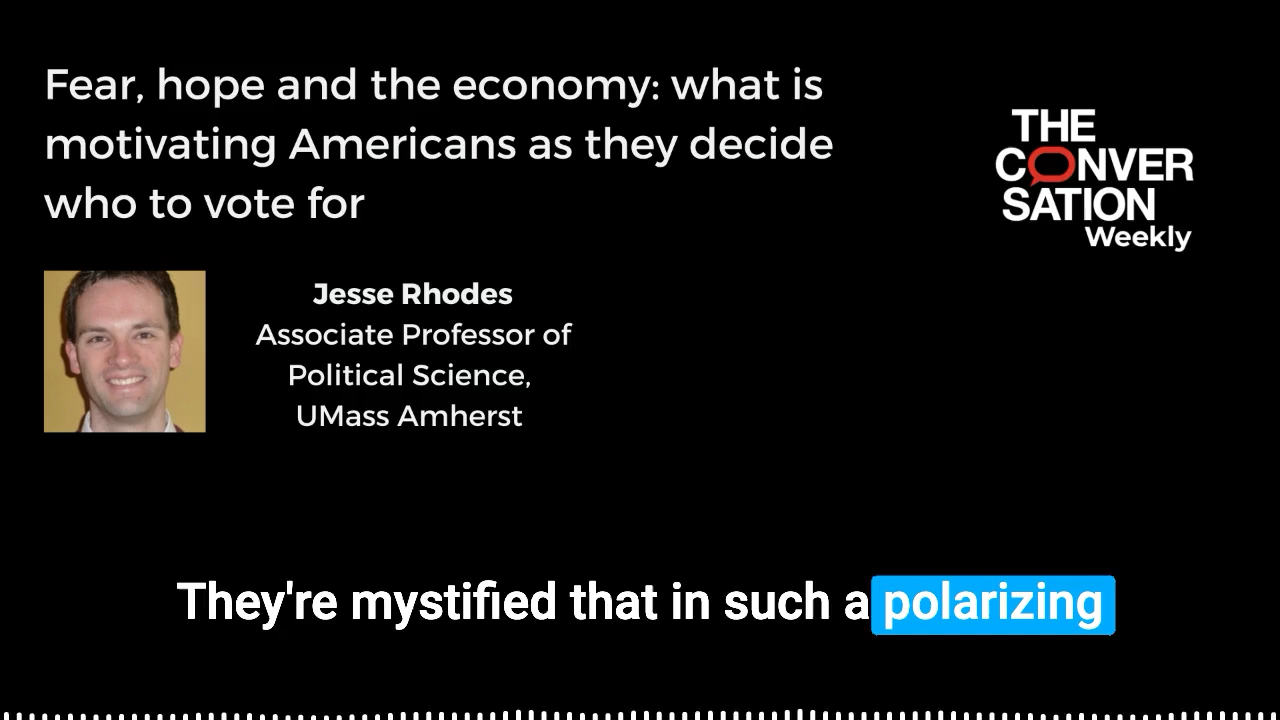 Fear, hope and the economy: what is
motivating Americans as they decide
who to vote for
THE
CONVER
SATION
Weekly
Jesse Rhodes
Associate Professor of
Political Science,
UMass Amherst
They're mystified that in such a polarizing